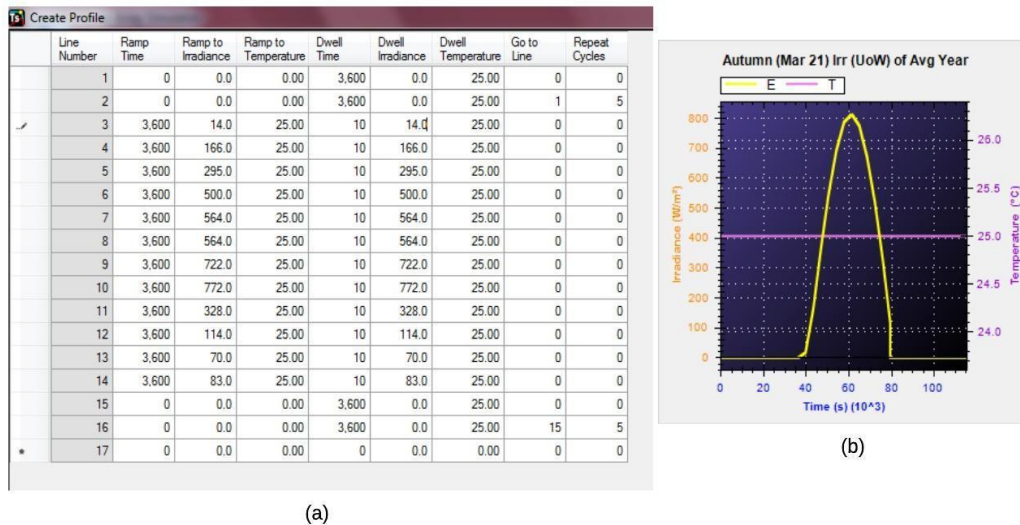 Ts Create Profile
Line Number Ramp Time Ramp to Irradiance Ramp to Temperature Dwell Time Dwell Irradiance Dwell Temperature Go to Line Repeat Cycles
1 0 0.0 0.00 3,600 0.0 25.00 0 0
2 0 0.0 0.00 3,600 0.0 25.00 1 5
3 3,600 14.0 25.00 10 14.0 25.00 0 0
4 3,600 166.0 25.00 10 166.0 25.00 0 0
5 3,600 295.0 25.00 10 295.0 25.00 0 0
6 3,600 500.0 25.00 10 500.0 25.00 0 0
7 3,600 564.0 25.00 10 564.0 25.00 0 0
8 3,600 564.0 25.00 10 564.0 25.00 0 0
9 3,600 722.0 25.00 10 722.0 25.00 0 0
10 3,600 772.0 25.00 10 772.0 25.00 0 0
11 3,600 328.0 25.00 10 328.0 25.00 0 0
12 3,600 114.0 25.00 10 114.0 25.00 0 0
13 3,600 70.0 25.00 10 70.0 25.00 0 0
14 3,600 83.0 25.00 10 83.0 25.00 0 0
15 0 0.0 0.00 3,600 0.0 25.00 0 0
16 0 0.0 0.00 3,600 0.0 25.00 15 5
* 17 0 0.0 0.00 0 0.0 0.00 0 0
(a)
Autumn (Mar 21) Irr (UoW) of Avg Year
E T
Irradiance (W/m²)
800
700
600
500
400
300
200
100
0
26.0
25.5
25.0
24.5
24.0
Temperature (°C)
0 20 40 60 80 100
Time (s) (10^3)
(b)